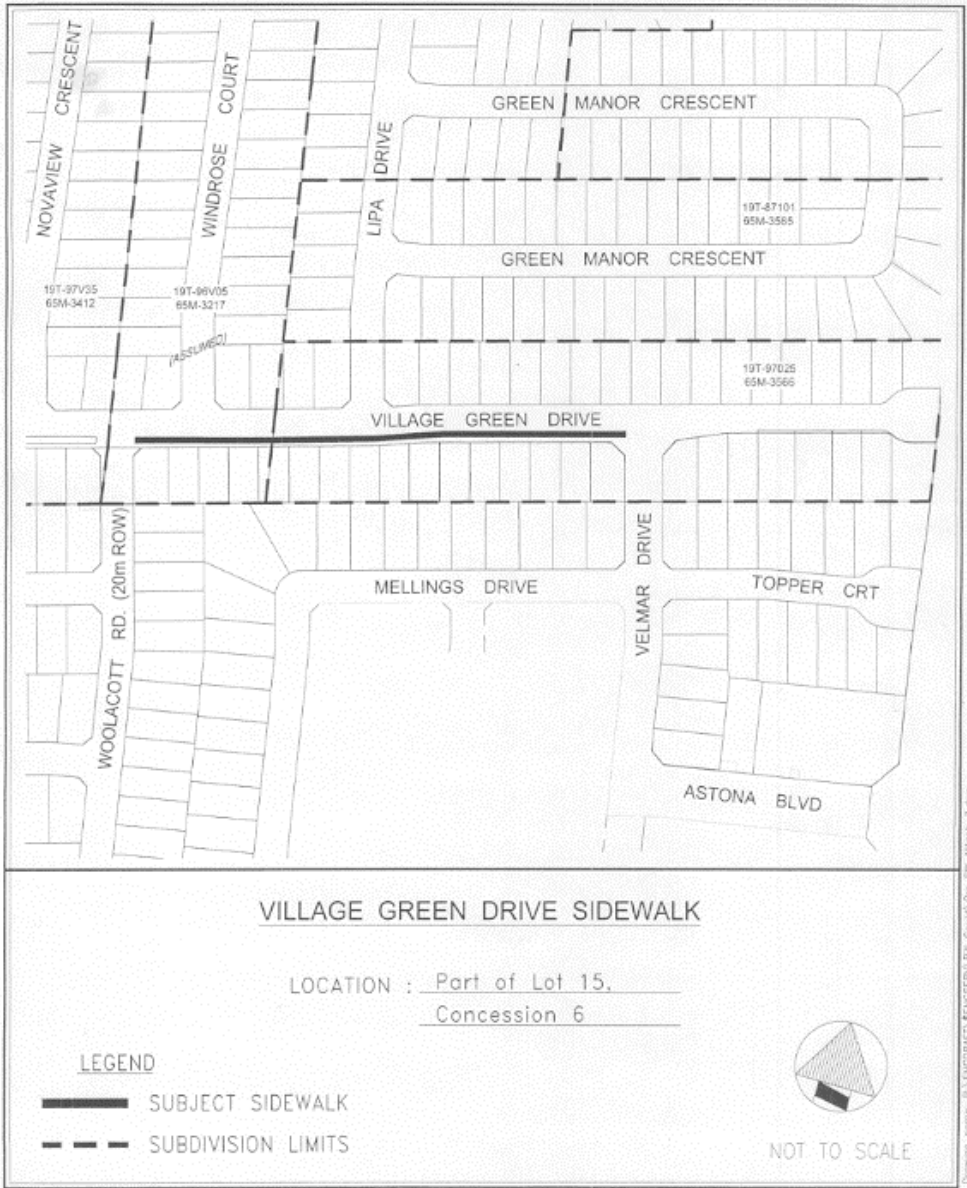 NOVAVIEW CRESCENT
WINDROSE COURT
LIPA DRIVE
GREEN MANOR CRESCENT
19T-87101
65M-3565
GREEN MANOR CRESCENT
19T-97V35
65M-3412
19T-96V05
65M-3217
(ASSUMED)
19T-97025
65M-3566
VILLAGE GREEN DRIVE
WOOLACOTT RD. (20m ROW)
MELLINGS DRIVE
VELMAR DRIVE
TOPPER CRT
ASTONA BLVD
VILLAGE GREEN DRIVE SIDEWALK
LOCATION : Part of Lot 15,
Concession 6
LEGEND
SUBJECT SIDEWALK
SUBDIVISION LIMITS
NOT TO SCALE